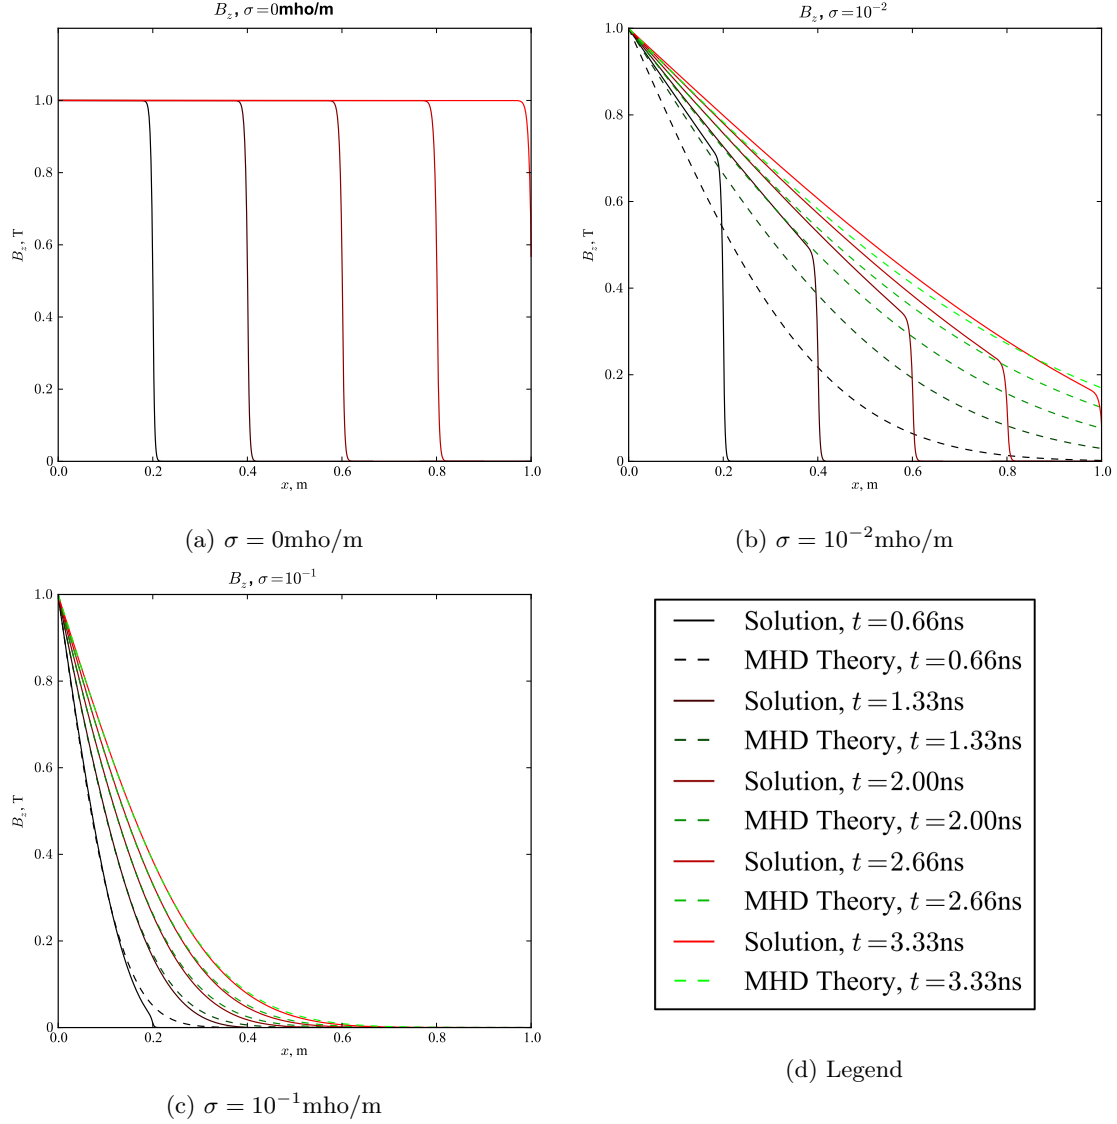 B_z, σ=0mho/m
B_z, T
1.0
0.8
0.6
0.4
0.2
0
0.0 0.2 0.4 0.6 0.8 1.0
x, m
(a) σ = 0mho/m
B_z, σ=10⁻²
B_z, T
1.0
0.8
0.6
0.4
0.2
0
0.0 0.2 0.4 0.6 0.8 1.0
x, m
(b) σ = 10⁻²mho/m
B_z, σ=10⁻¹
B_z, T
1.0
0.8
0.6
0.4
0.2
0
0.0 0.2 0.4 0.6 0.8 1.0
x, m
(c) σ = 10⁻¹mho/m
Solution, t=0.66ns
MHD Theory, t=0.66ns
Solution, t=1.33ns
MHD Theory, t=1.33ns
Solution, t=2.00ns
MHD Theory, t=2.00ns
Solution, t=2.66ns
MHD Theory, t=2.66ns
Solution, t=3.33ns
MHD Theory, t=3.33ns
(d) Legend